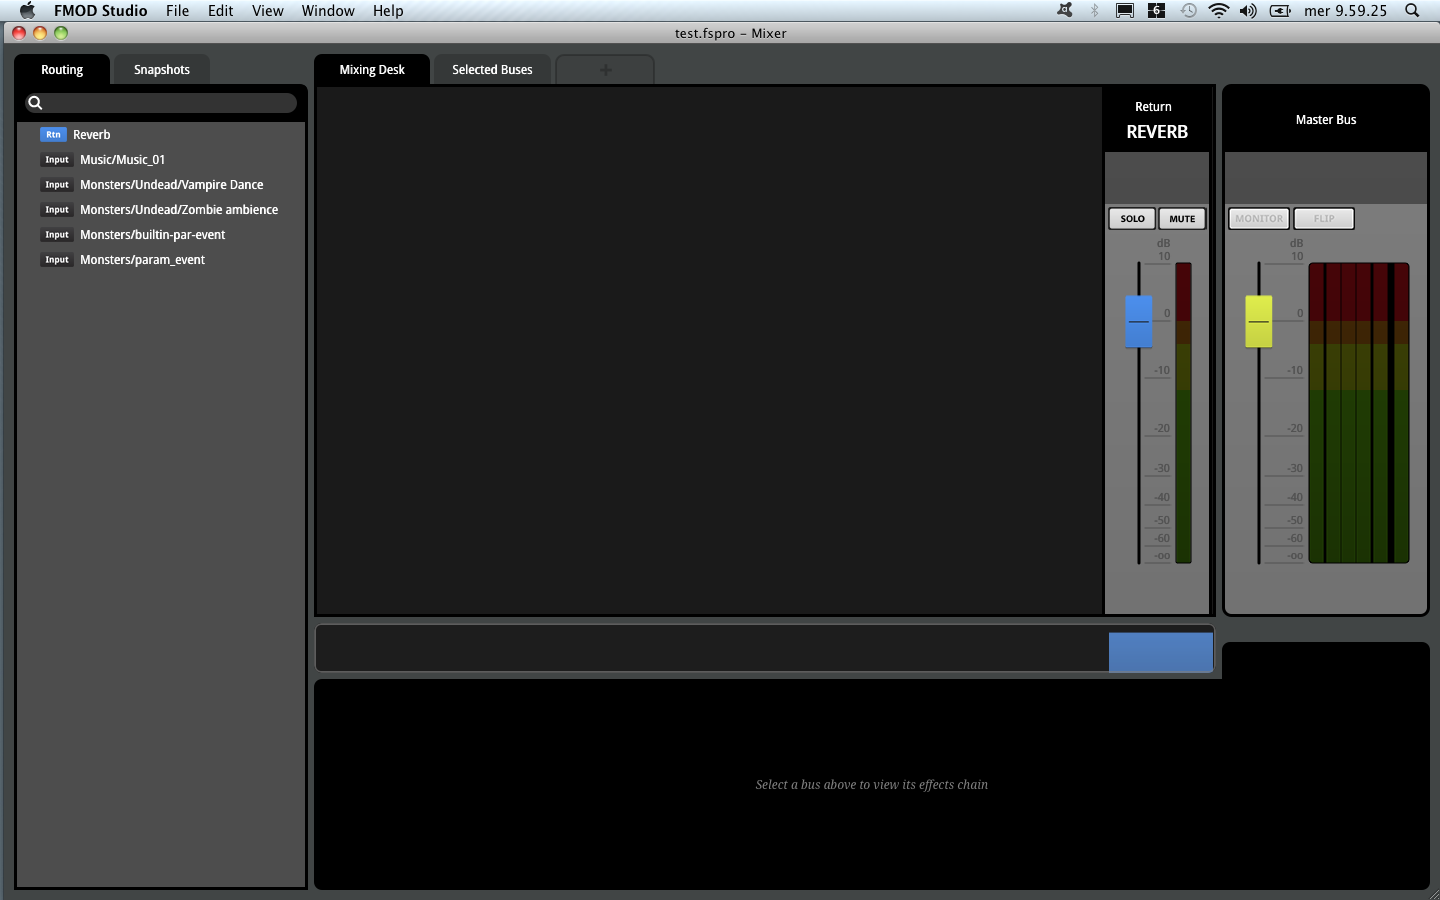 FMOD Studio File Edit View Window Help 6 mer 9.59.25
test.fspro – Mixer
Routing Snapshots Mixing Desk Selected Buses +
Rtn Reverb
Input Music/Music_01
Input Monsters/Undead/Vampire Dance
Input Monsters/Undead/Zombie ambience
Input Monsters/builtin-par-event
Input Monsters/param_event
Return
REVERB
SOLO MUTE
dB
10
0
-10
-20
-30
-40
-50
-60
-oo
Master Bus
MONITOR FLIP
dB
10
0
-10
-20
-30
-40
-50
-60
-oo
Select a bus above to view its effects chain